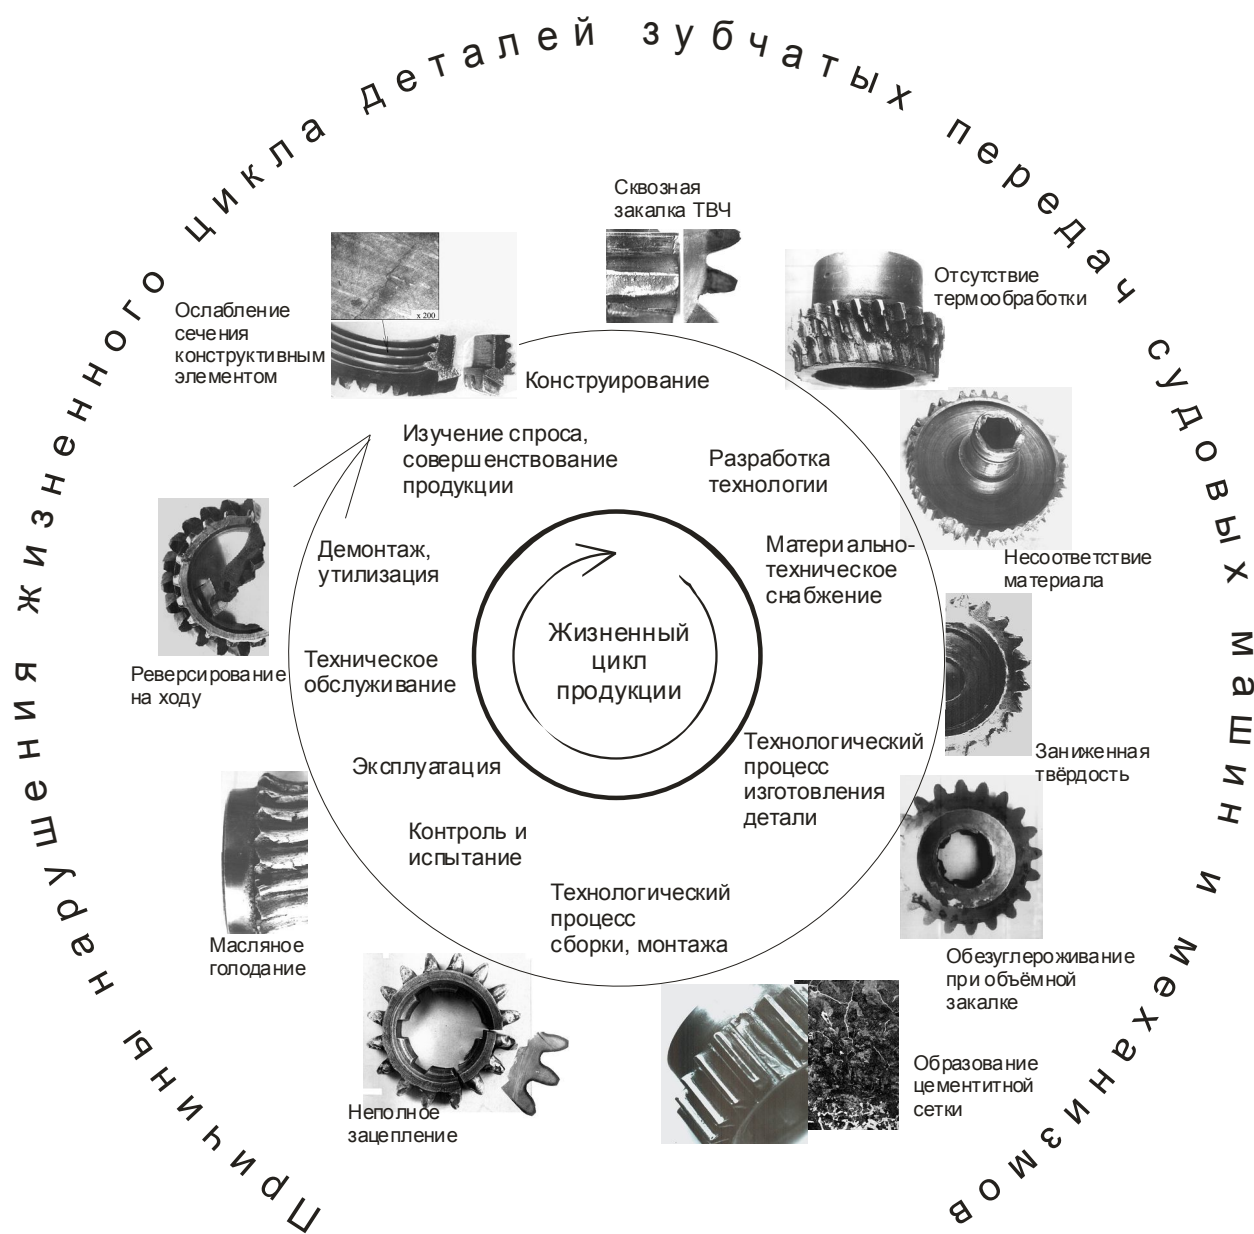 Причины нарушения жизненного цикла деталей зубчатых передач судовых машин и механизмов
Сквозная
закалка ТВЧ
Отсутствие
термообработки
Несоответствие
материала
Заниженная
твёрдость
Обезуглероживание
при объёмной
закалке
Образование
цементитной
сетки
Неполное
зацепление
Масляное
голодание
Реверсирование
на ходу
Ослабление
сечения
конструктивным
элементом
x 200
Конструирование
Разработка
технологии
Материально-
техническое
снабжение
Технологический
процесс
изготовления
детали
Технологический
процесс
сборки, монтажа
Контроль и
испытание
Эксплуатация
Техническое
обслуживание
Демонтаж,
утилизация
Изучение спроса,
совершенствование
продукции
Жизненный
цикл
продукции